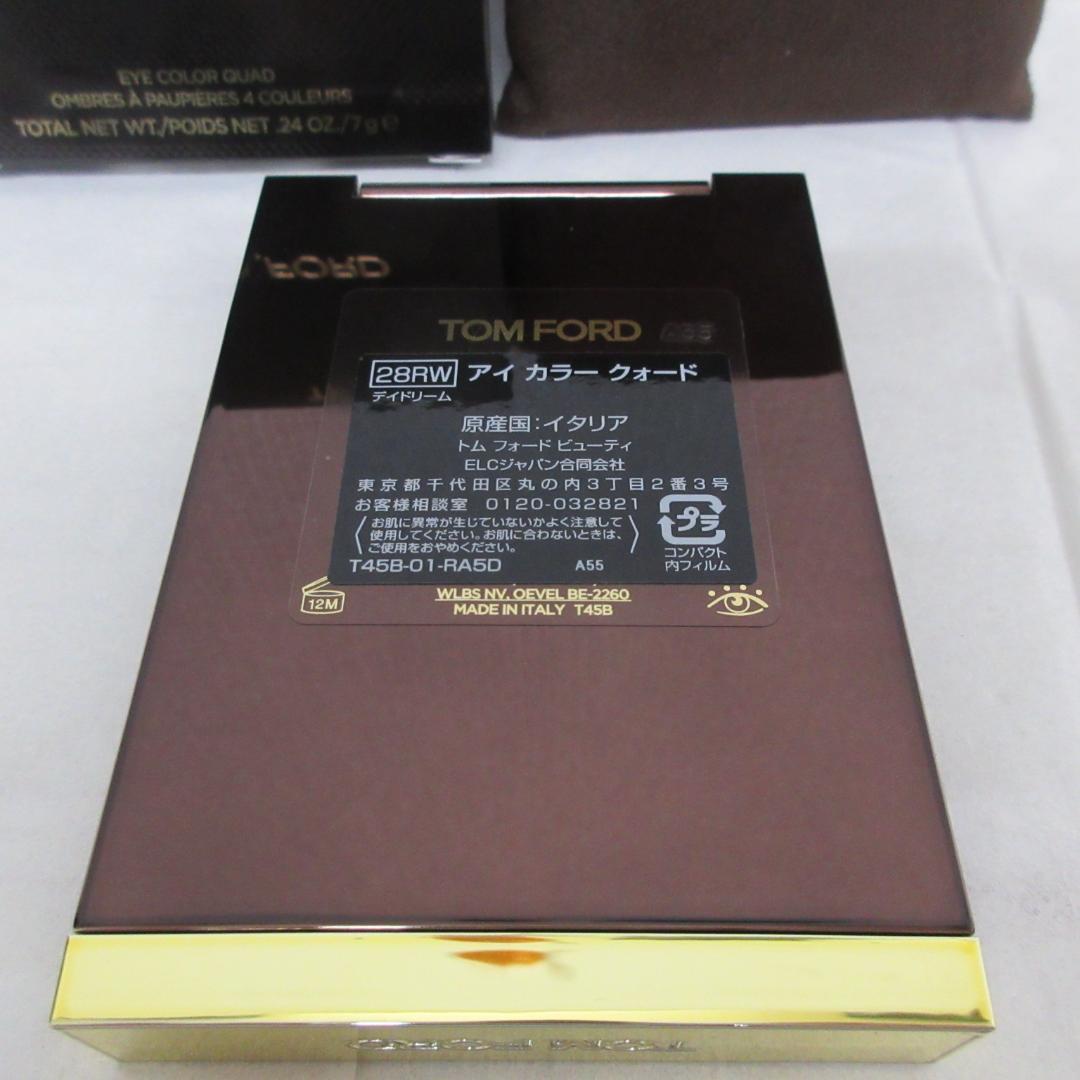 EYE COLOR QUAD
OMBRES À PAUPIÈRES 4 COULEURS
TOTAL NET WT./POIDS NET .24 OZ./7 g ℮
FORD
TOM FORD A55
28RW アイ カラー クォード
デイドリーム
原産国:イタリア
トム フォード ビューティ
ELCジャパン合同会社
東京都千代田区丸の内3丁目2番3号
お客様相談室 0120-032821
お肌に異常が生じていないかよく注意して
使用してください。お肌に合わないときは、
ご使用をおやめください。
プラ
コンパクト
内フィルム
T45B-01-RA5D A55
12M
WLBS NV, OEVEL BE-2260
MADE IN ITALY T45B
TOM FORD